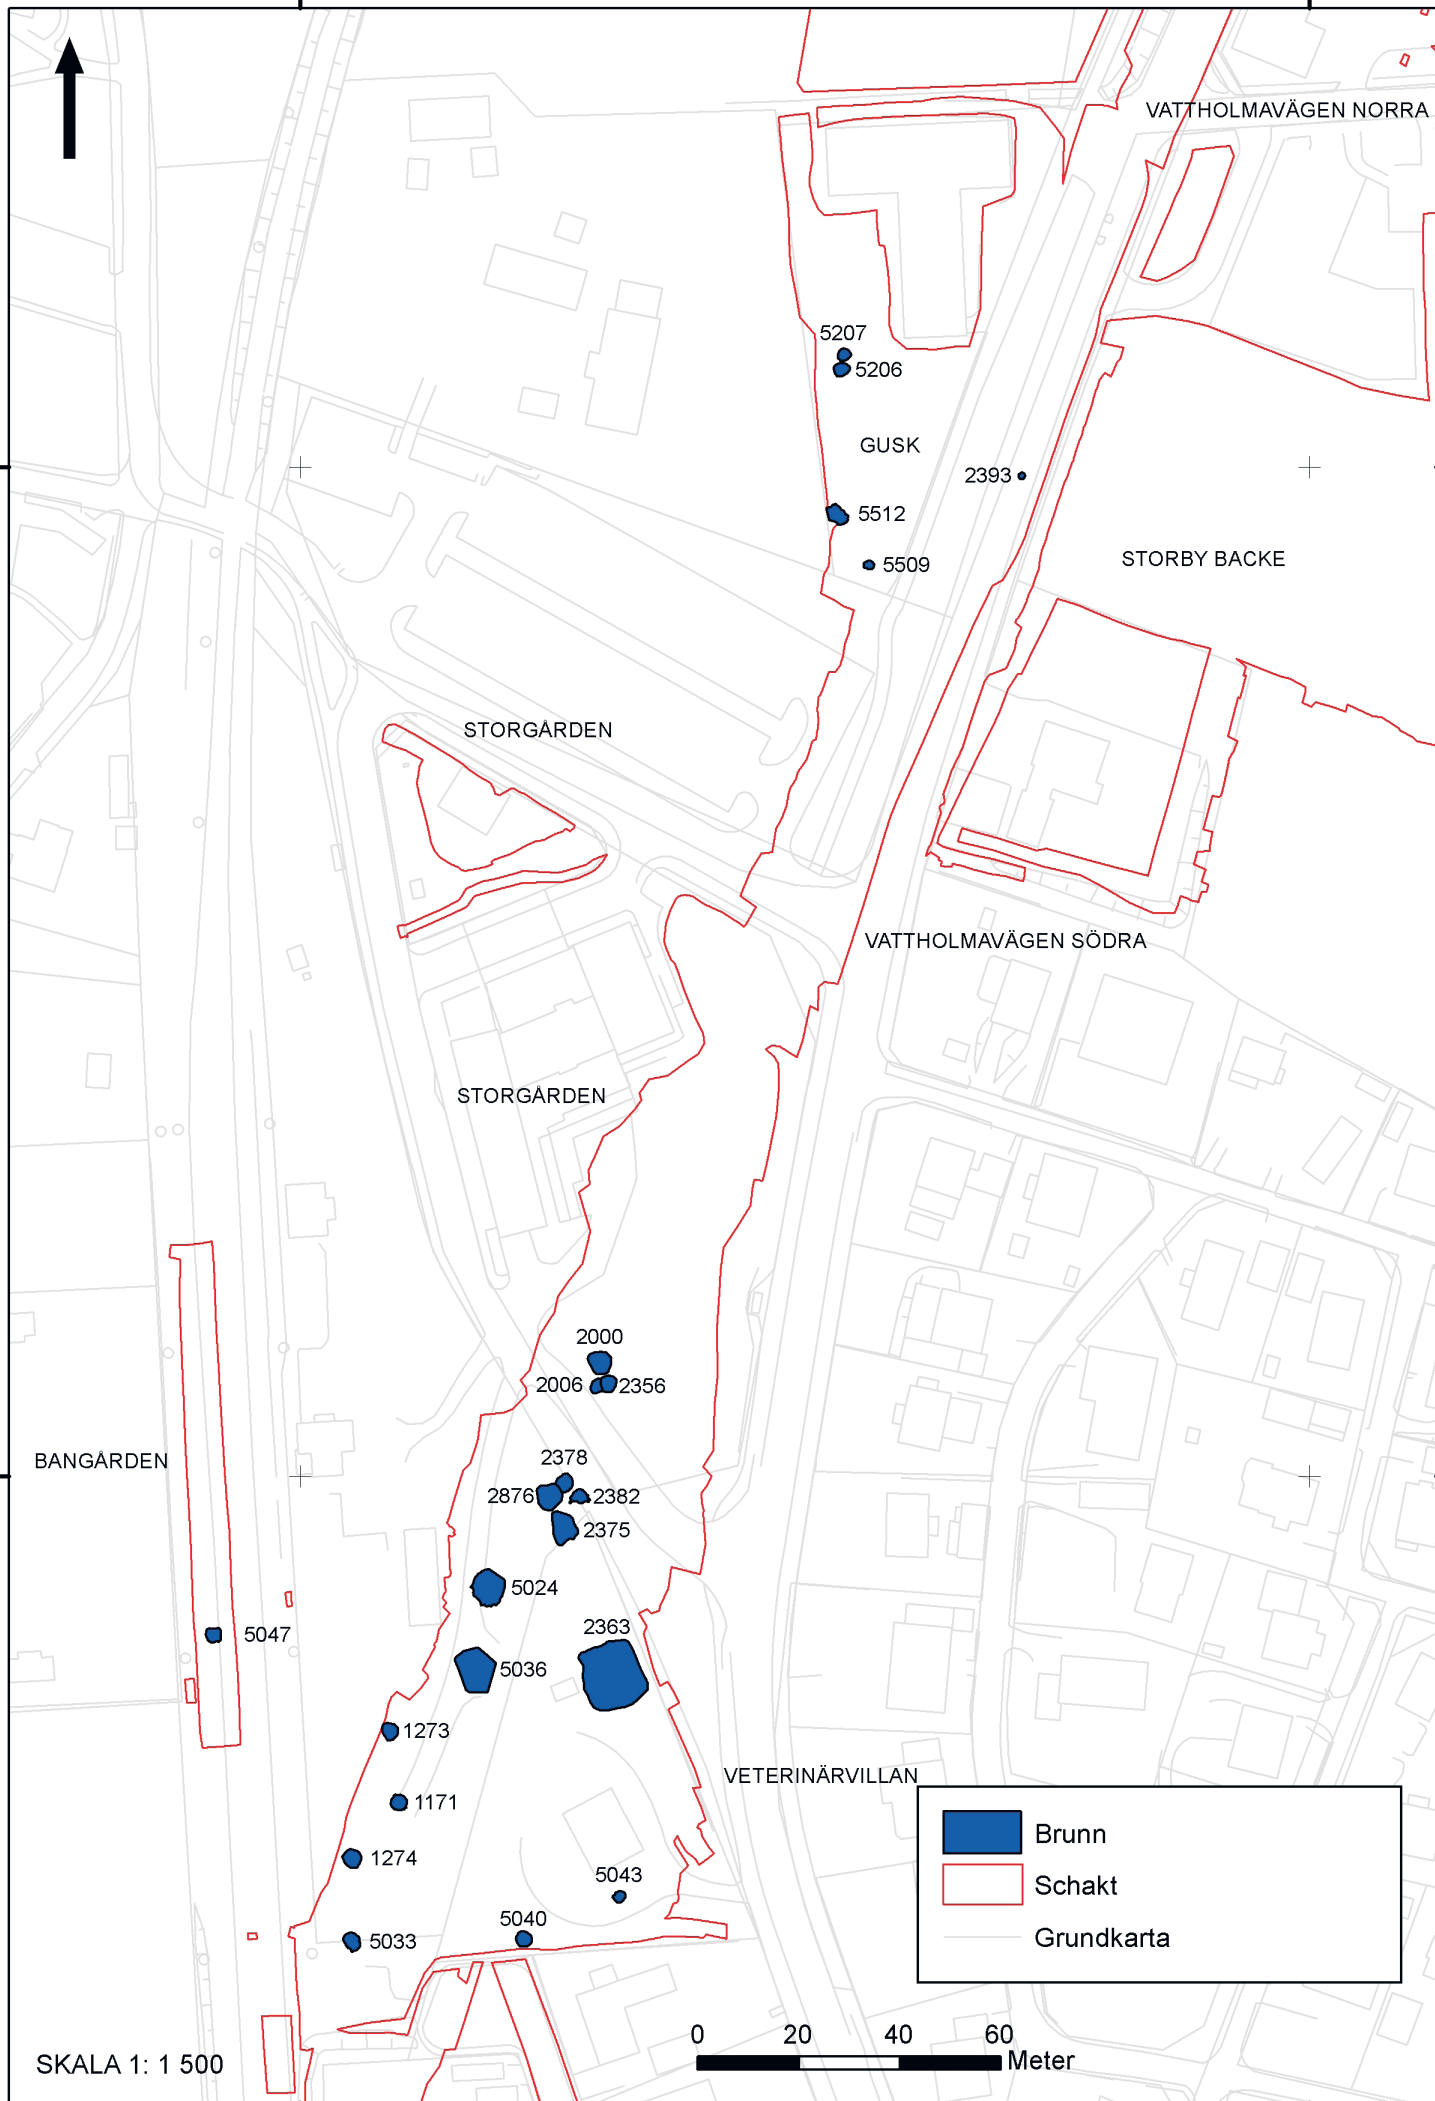 VATTHOLMAVÄGEN NORRA
5207
5206
GUSK
2393
5512
5509
STORBY BACKE
STORGÅRDEN
VATTHOLMAVÄGEN SÖDRA
STORGÅRDEN
2000
2006
2356
BANGÅRDEN
2378
2876
2382
2375
5024
5047
2363
5036
1273
VETERINÄRVILLAN
1171
1274
5043
5040
5033
Brunn
Schakt
Grundkarta
0 20 40 60
Meter
SKALA 1: 1 500